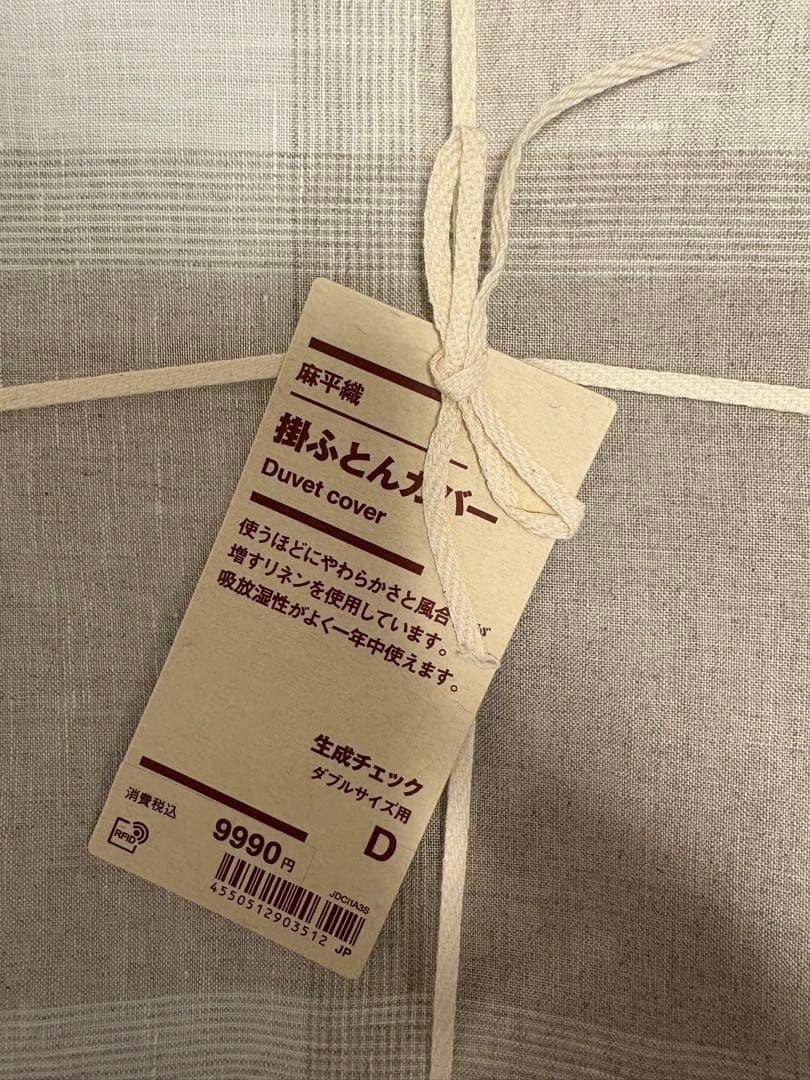 麻平織
掛ふとんカバー
Duvet cover
使うほどにやわらかさと風合
増すリネンを使用しています。
吸放湿性がよく一年中使えます。
生成チェック
ダブルサイズ用
D
消費税込
9990円
RFID
JDCI1A3S
4550512903512
JP